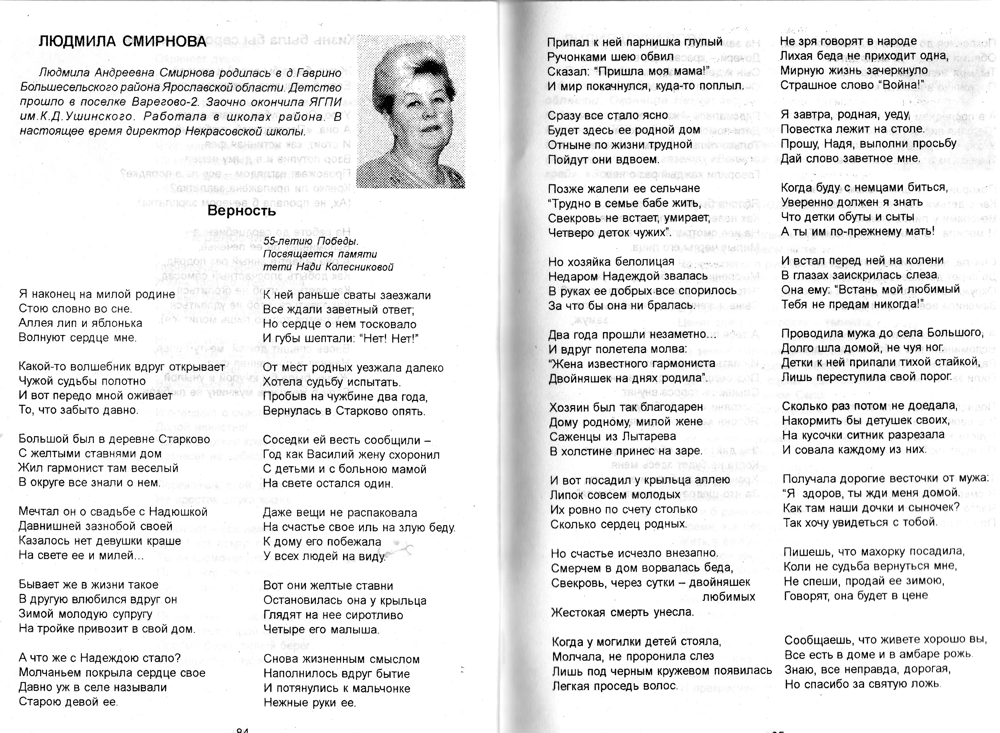 ЛЮДМИЛА СМИРНОВА
Людмила Андреевна Смирнова родилась в д.Гаврино
Большесельского района Ярославской области. Детство
прошло в поселке Варегово-2. Заочно окончила ЯГПИ
им.К.Д.Ушинского. Работала в школах района. В
настоящее время директор Некрасовской школы.
Верность
55-летию Победы.
Посвящается памяти
тети Нади Колесниковой
Я наконец на милой родине
Стою словно во сне.
Аллея лип и яблонька
Волнуют сердце мне.
Какой-то волшебник вдруг открывает
Чужой судьбы полотно
И вот передо мной оживает
То, что забыто давно.
Большой был в деревне Старково
С желтыми ставнями дом
Жил гармонист там веселый
В округе все знали о нем.
Мечтал он о свадьбе с Надюшкой
Давнишней зазнобой своей
Казалось нет девушки краше
На свете ее и милей...
Бывает же в жизни такое
В другую влюбился вдруг он
Зимой молодую супругу
На тройке привозит в свой дом.
А что же с Надеждою стало?
Молчаньем покрыла сердце свое
Давно уж в селе называли
Старою девой ее.
К ней раньше сваты заезжали
Все ждали заветный ответ;
Но сердце о нем тосковало
И губы шептали: “Нет! Нет!”
От мест родных уезжала далеко
Хотела судьбу испытать.
Пробыв на чужбине два года,
Вернулась в Старково опять.
Соседки ей весть сообщили –
Год как Василий жену схоронил
С детьми и с больною мамой
На свете остался один.
Даже вещи не распаковала
На счастье свое иль на злую беду.
К дому его побежала
У всех людей на виду.
Вот они желтые ставни
Остановилась она у крыльца
Глядят на нее сиротливо
Четыре его малыша.
Снова жизненным смыслом
Наполнилось вдруг бытие
И потянулись к мальчонке
Нежные руки ее.
84
Припал к ней парнишка глупый
Ручонками шею обвил
Сказал: “Пришла моя мама!”
И мир покачнулся, куда-то поплыл.
Сразу все стало ясно
Будет здесь ее родной дом
Отныне по жизни трудной
Пойдут они вдвоем.
Позже жалели ее сельчане
“Трудно в семье бабе жить,
Свекровь не встает, умирает,
Четверо деток чужих”.
Но хозяйка белолицая
Недаром Надеждой звалась
В руках ее добрых все спорилось
За что бы она ни бралась.
Два года прошли незаметно...
И вдруг полетела молва:
“Жена известного гармониста
Двойняшек на днях родила”.
Хозяин был так благодарен
Дому родному, милой жене
Саженцы из Лытарева
В холстине принес на заре.
И вот посадил у крыльца аллею
Липок совсем молодых
Их ровно по счету столько
Сколько сердец родных.
Но счастье исчезло внезапно.
Смерчем в дом ворвалась беда,
Свекровь, через сутки – двойняшек
любимых
Жестокая смерть унесла.
Когда у могилки детей стояла,
Молчала, не проронила слез
Лишь под черным кружевом появилась
Легкая проседь волос.
Не зря говорят в народе
Лихая беда не приходит одна,
Мирную жизнь зачеркнуло
Страшное слово “Война!”
Я завтра, родная, уеду,
Повестка лежит на столе.
Прошу, Надя, выполни просьбу
Дай слово заветное мне.
Когда буду с немцами биться,
Уверенно должен я знать
Что детки обуты и сыты
А ты им по-прежнему мать!
И встал перед ней на колени
В глазах заискрилась слеза.
Она ему: “Встань мой любимый
Тебя не предам никогда!”
Проводила мужа до села Большого,
Долго шла домой, не чуя ног.
Детки к ней припали тихой стайкой,
Лишь переступила свой порог.
Сколько раз потом не доедала,
Накормить бы детушек своих,
На кусочки ситник разрезала
И совала каждому из них.
Получала дорогие весточки от мужа:
“Я здоров, ты жди меня домой.
Как там наши дочки и сыночек?
Так хочу увидеться с тобой.
Пишешь, что махорку посадила,
Коли не судьба вернуться мне,
Не спеши, продай ее зимою,
Говорят, она будет в цене.
Сообщаешь, что живете хорошо вы,
Все есть в доме и в амбаре рожь.
Знаю, все неправда, дорогая,
Но спасибо за святую ложь.